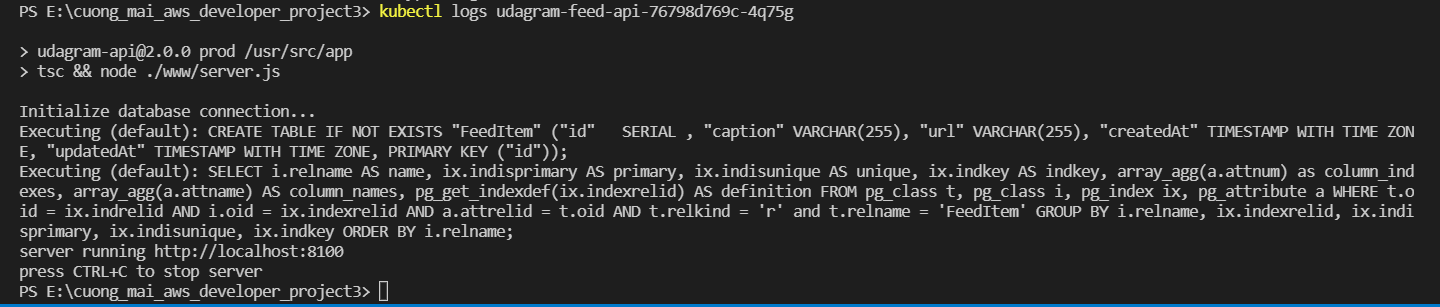 PS E:\cuong_mai_aws_developer_project3> kubectl logs udagram-feed-api-76798d769c-4q75g
> udagram-api@2.0.0 prod /usr/src/app
> tsc && node ./www/server.js
Initialize database connection...
Executing (default): CREATE TABLE IF NOT EXISTS "FeedItem" ("id"   SERIAL , "caption" VARCHAR(255), "url" VARCHAR(255), "createdAt" TIMESTAMP WITH TIME ZON
E, "updatedAt" TIMESTAMP WITH TIME ZONE, PRIMARY KEY ("id"));
Executing (default): SELECT i.relname AS name, ix.indisprimary AS primary, ix.indisunique AS unique, ix.indkey AS indkey, array_agg(a.attnum) as column_ind
exes, array_agg(a.attname) AS column_names, pg_get_indexdef(ix.indexrelid) AS definition FROM pg_class t, pg_class i, pg_index ix, pg_attribute a WHERE t.o
id = ix.indrelid AND i.oid = ix.indexrelid AND a.attrelid = t.oid AND t.relkind = 'r' and t.relname = 'FeedItem' GROUP BY i.relname, ix.indexrelid, ix.indi
sprimary, ix.indisunique, ix.indkey ORDER BY i.relname;
server running http://localhost:8100
press CTRL+C to stop server
PS E:\cuong_mai_aws_developer_project3>